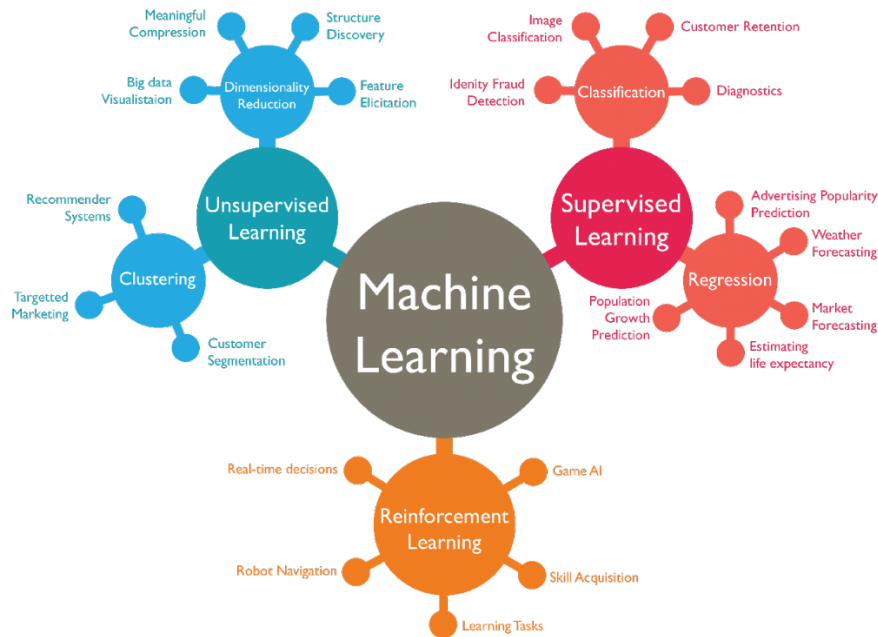 Meaningful
Compression
Structure
Discovery
Big data
Visualistaion
Dimensionality
Reduction
Feature
Elicitation
Unsupervised
Learning
Recommender
Systems
Clustering
Targetted
Marketing
Customer
Segmentation
Machine
Learning
Image
Classification
Customer Retention
Idenity Fraud
Detection
Classification
Diagnostics
Supervised
Learning
Advertising Popularity
Prediction
Weather
Forecasting
Regression
Population
Growth
Prediction
Market
Forecasting
Estimating
life expectancy
Real-time decisions
Game AI
Reinforcement
Learning
Robot Navigation
Skill Acquisition
Learning Tasks